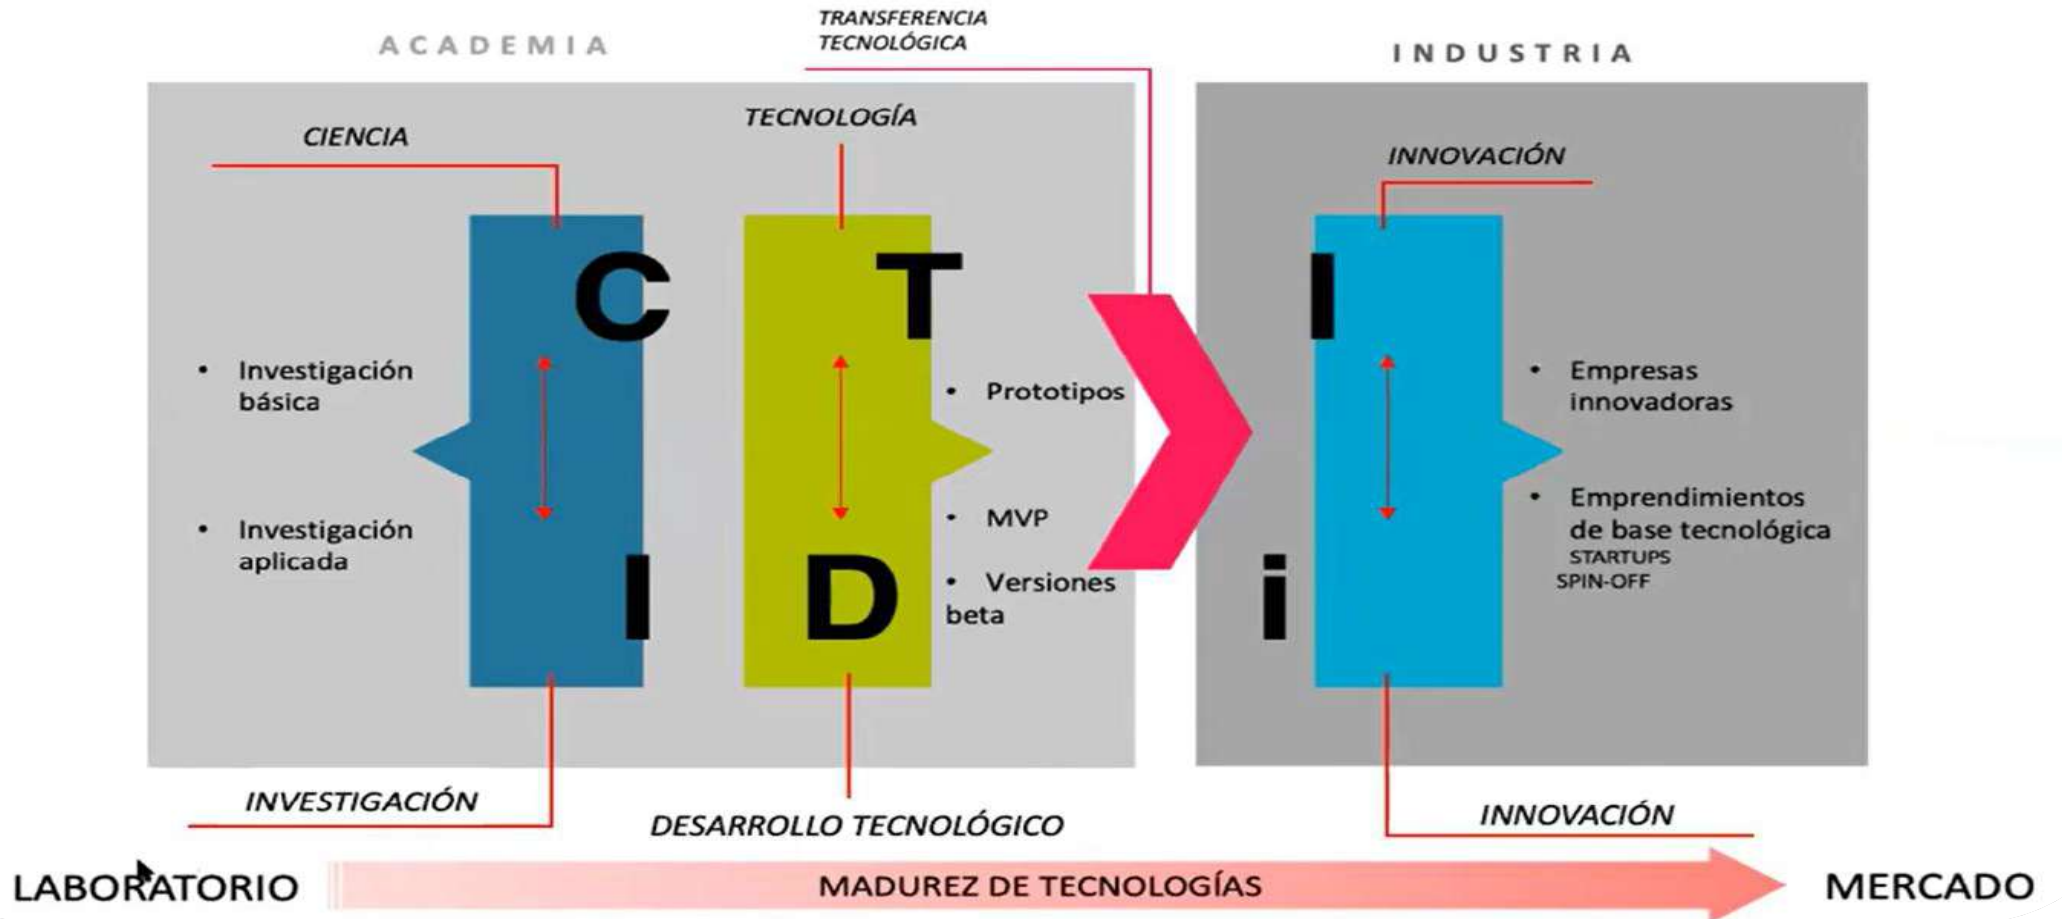 TRANSFERENCIA
TECNOLÓGICA
ACADEMIA
INDUSTRIA
CIENCIA
TECNOLOGÍA
INNOVACIÓN
C
T
I
• Investigación
básica
• Prototipos
• Empresas
innovadoras
• Investigación
aplicada
• MVP
• Versiones
beta
• Emprendimientos
de base tecnológica
STARTUPS
SPIN-OFF
I
D
i
INVESTIGACIÓN
DESARROLLO TECNOLÓGICO
INNOVACIÓN
LABORATORIO
MADUREZ DE TECNOLOGÍAS
MERCADO